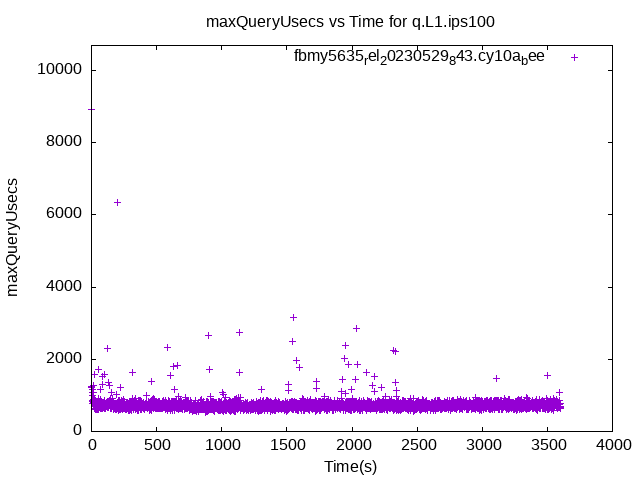 maxQueryUsecs vs Time for q.L1.ips100
fbmy5635rel20230529843.cy10abee
10000
8000
6000
4000
2000
0
maxQueryUsecs
0 500 1000 1500 2000 2500 3000 3500 4000
Time(s)